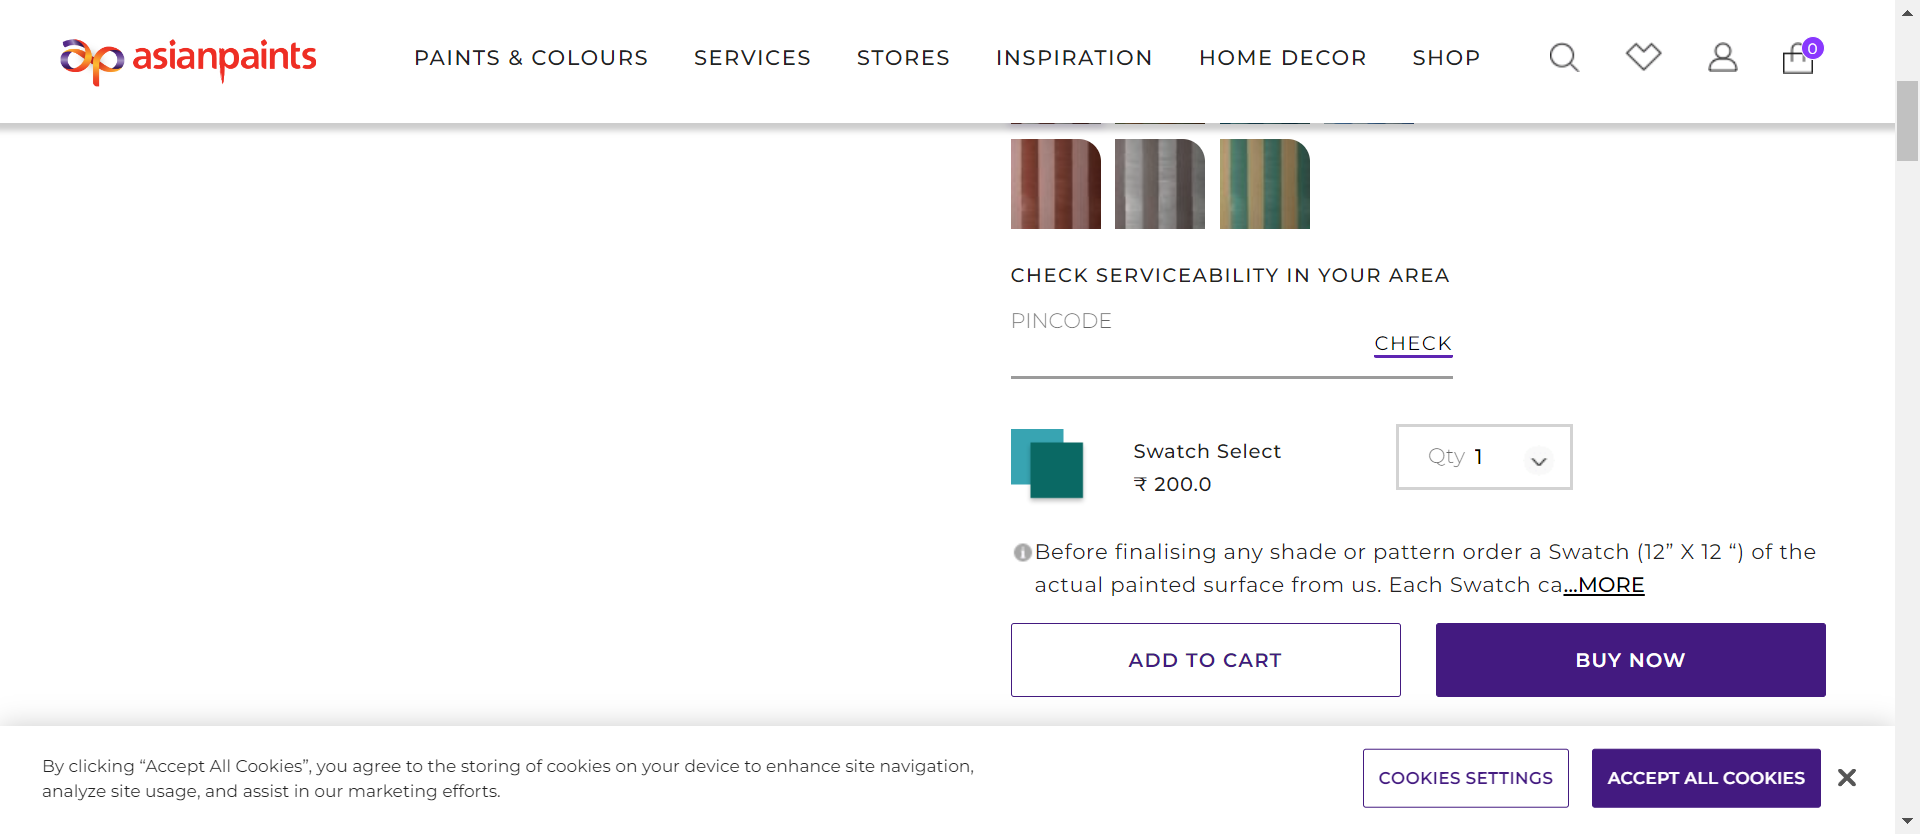 asianpaints
PAINTS & COLOURS SERVICES STORES INSPIRATION HOME DECOR SHOP
0
CHECK SERVICEABILITY IN YOUR AREA
PINCODE
CHECK
Swatch Select
₹ 200.0
Qty 1
Before finalising any shade or pattern order a Swatch (12” X 12 “) of the
actual painted surface from us. Each Swatch ca...MORE
ADD TO CART
BUY NOW
By clicking “Accept All Cookies”, you agree to the storing of cookies on your device to enhance site navigation,
analyze site usage, and assist in our marketing efforts.
COOKIES SETTINGS
ACCEPT ALL COOKIES